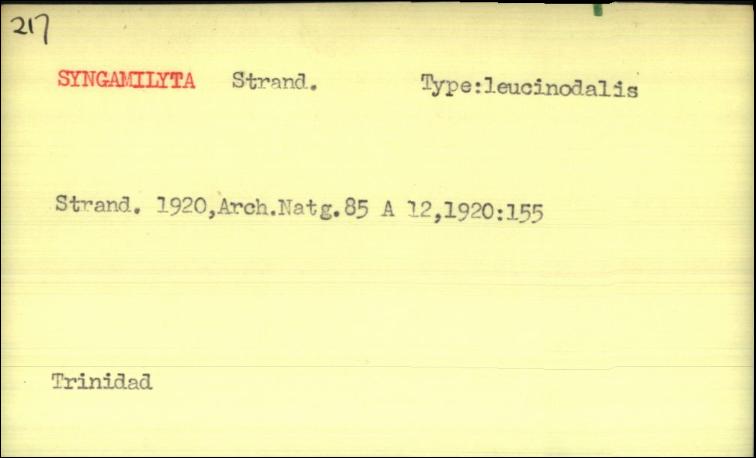 217
SYNGAMILYTA Strand. Type:leucinodalis
Strand. 1920,Arch.Natg.85 A 12,1920:155
Trinidad